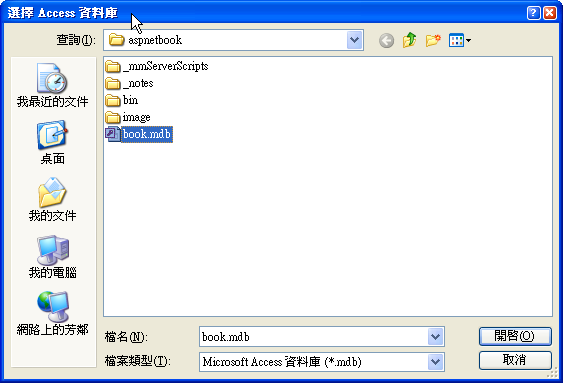 選擇 Access 資料庫
查詢(I):
aspnetbook
_mmServerScripts
_notes
bin
image
book.mdb
我最近的文件
桌面
我的文件
我的電腦
網路上的芳鄰
檔名(N):
book.mdb
開啓(O)
檔案類型(T):
Microsoft Access 資料庫 (*.mdb)
取消